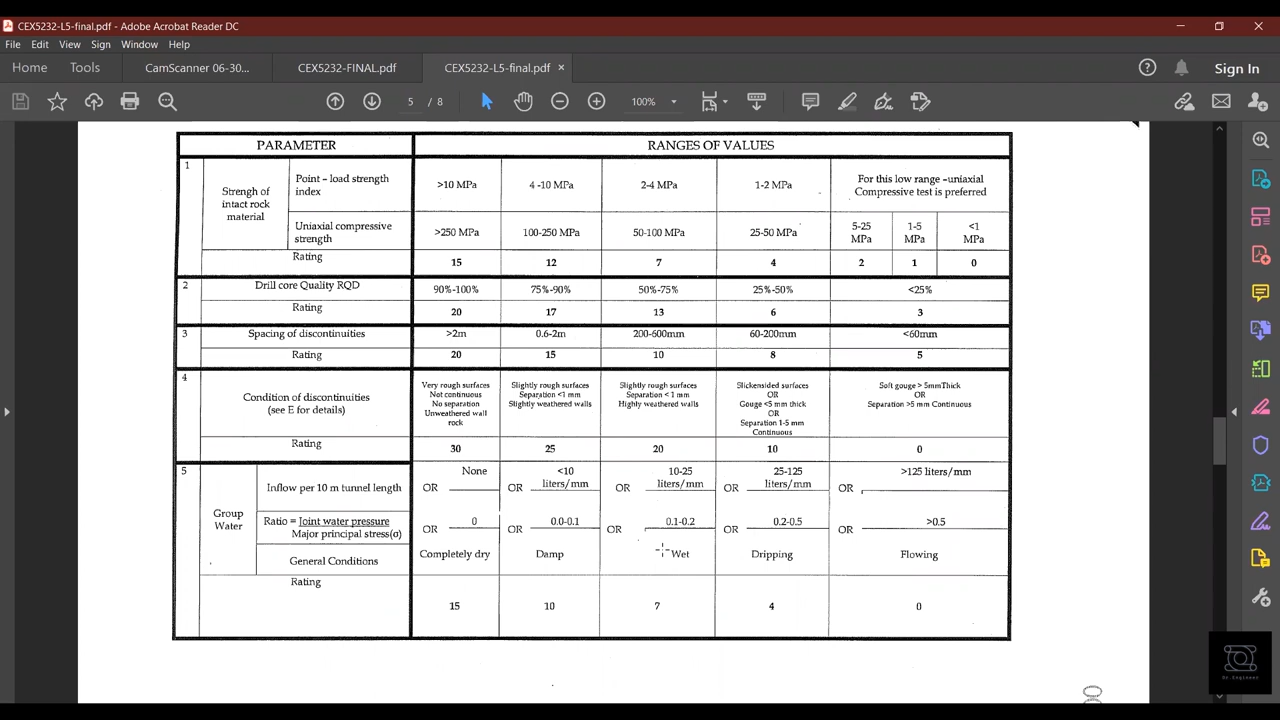 CEX5232-L5-final.pdf - Adobe Acrobat Reader DC
File Edit View Sign Window Help
Home Tools CamScanner 06-30... CEX5232-FINAL.pdf CEX5232-L5-final.pdf × Sign In
5 / 8 100%
PARAMETER RANGES OF VALUES
1 Strengh of intact rock material Point – load strength index >10 MPa 4 -10 MPa 2-4 MPa 1-2 MPa For this low range –uniaxial Compressive test is preferred
Uniaxial compressive strength >250 MPa 100-250 MPa 50-100 MPa 25-50 MPa 5-25 MPa 1-5 MPa <1 MPa
Rating 15 12 7 4 2 1 0
2 Drill core Quality RQD 90%-100% 75%-90% 50%-75% 25%-50% <25%
Rating 20 17 13 6 3
3 Spacing of discontinuities >2m 0.6-2m 200-600mm 60-200mm <60mm
Rating 20 15 10 8 5
4 Condition of discontinuities (see E for details) Very rough surfaces Not continuous No separation Unweathered wall rock Slightly rough surfaces Separation <1 mm Slightly weathered walls Slightly rough surfaces Separation < 1 mm Highly weathered walls Slickensided surfaces OR Gouge <5 mm thick OR Separation 1-5 mm Continuous Soft gouge > 5mmThick OR Separation >5 mm Continuous
Rating 30 25 20 10 0
5 Group Water Inflow per 10 m tunnel length OR None OR <10 liters/mm OR 10-25 liters/mm OR 25-125 liters/mm OR >125 liters/mm
Ratio = Joint water pressure Major principal stress(σ) OR 0 OR 0.0-0.1 OR 0.1-0.2 OR 0.2-0.5 OR >0.5
General Conditions Completely dry Damp Wet Dripping Flowing
Rating 15 10 7 4 0
Dr.Engineer